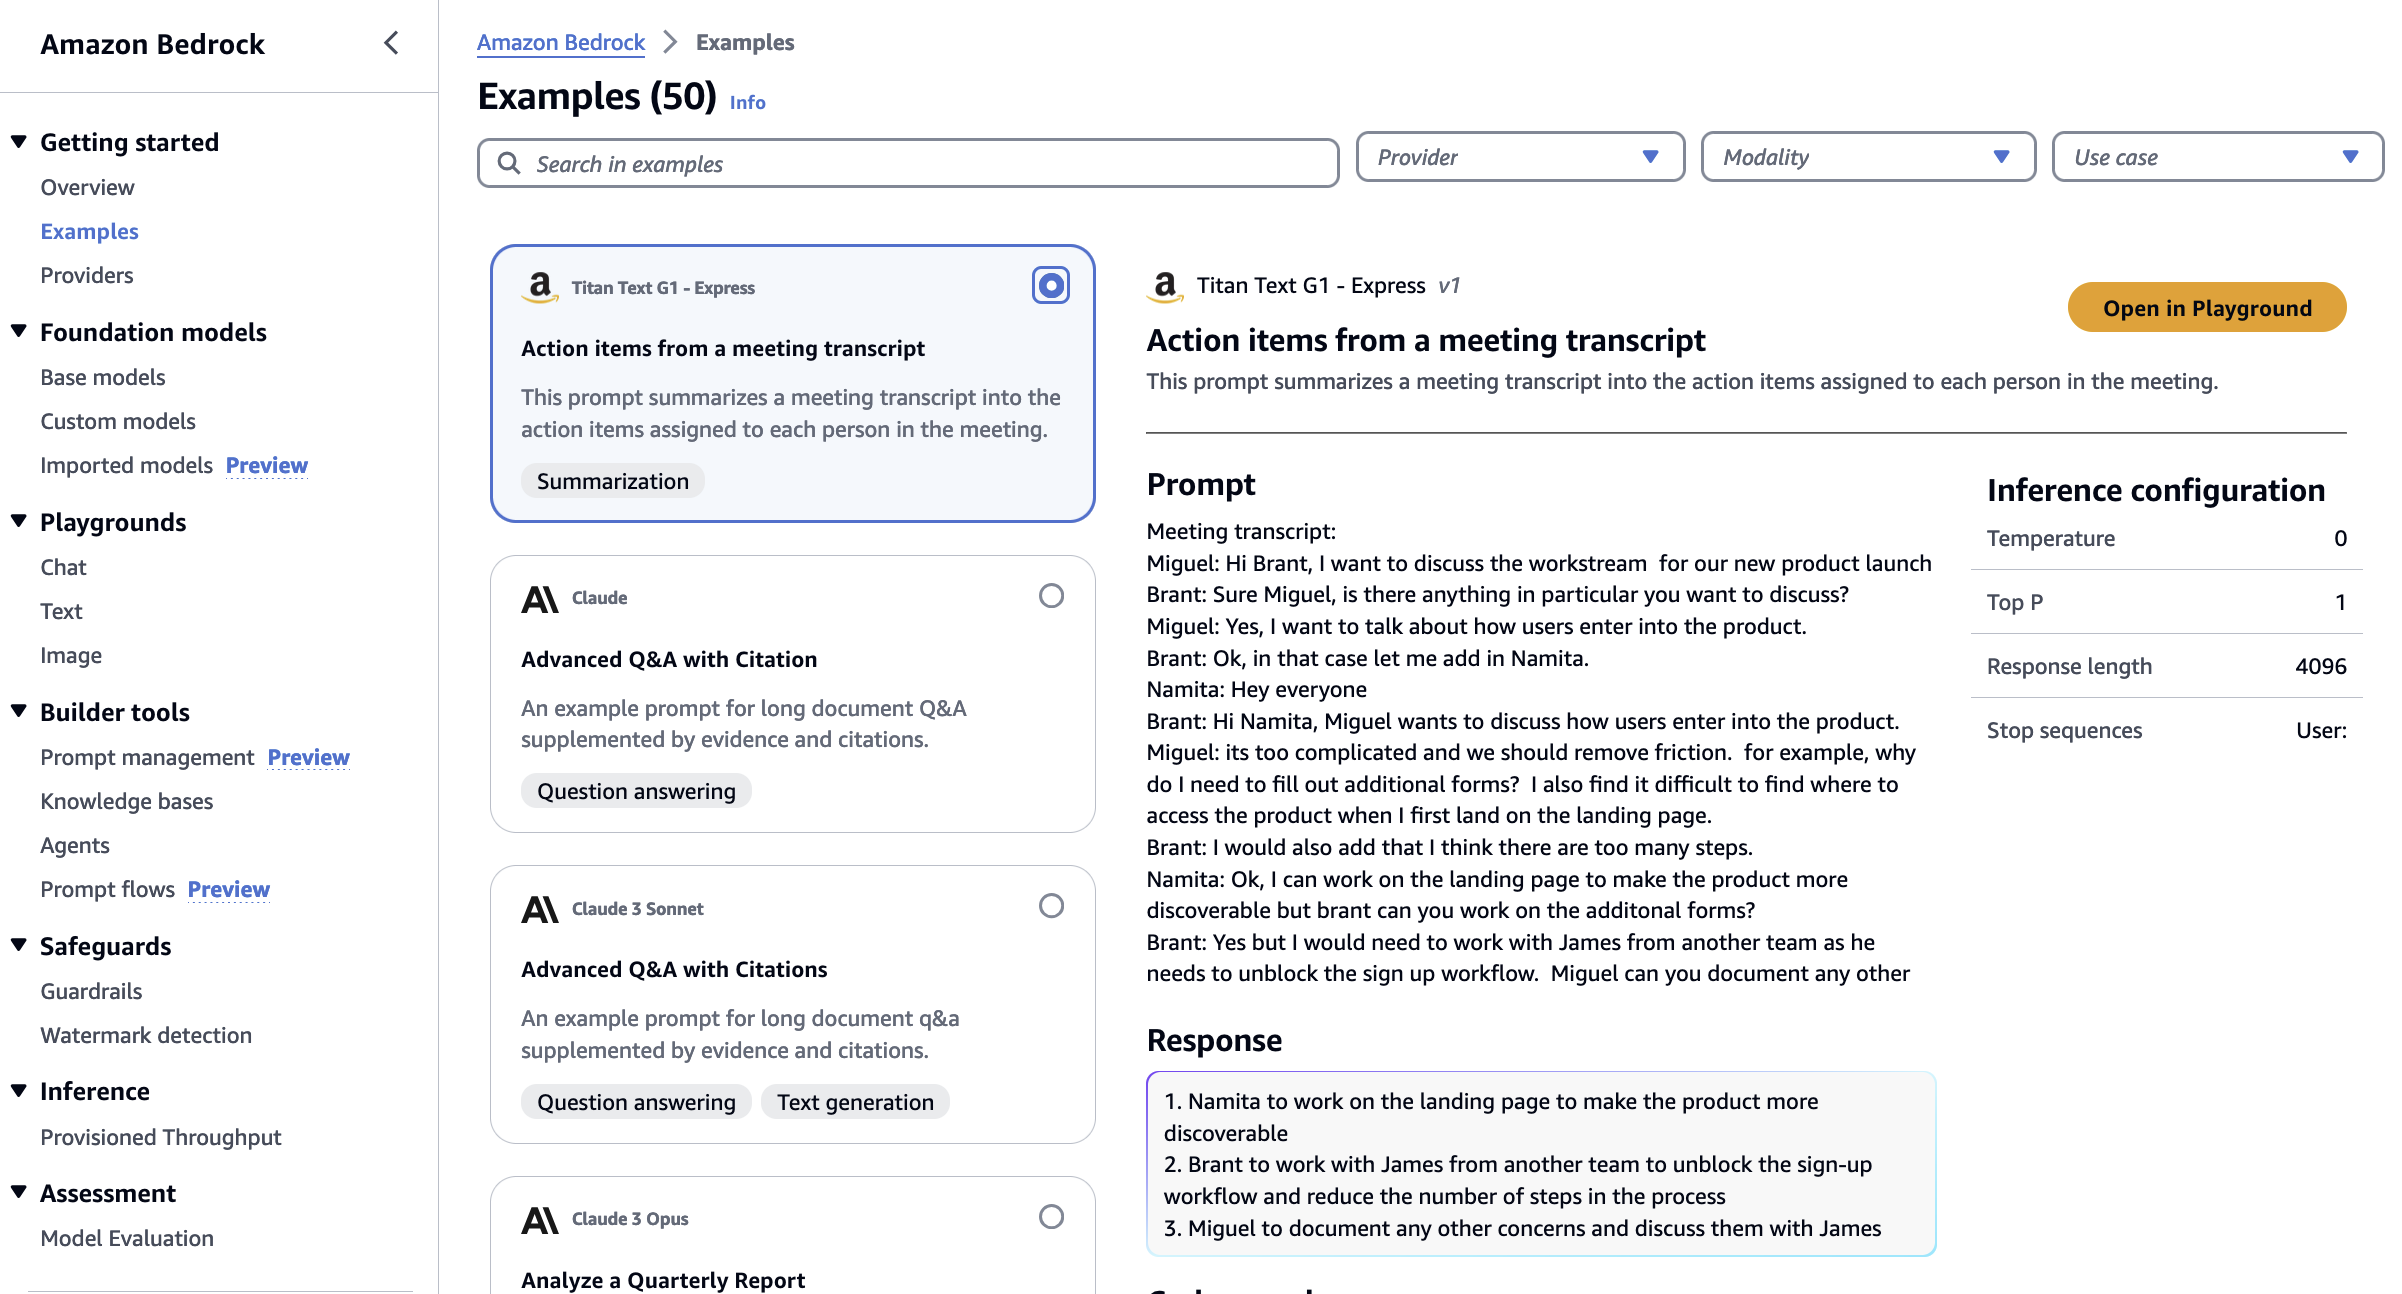 Amazon Bedrock
Getting started
Overview
Examples
Providers
Foundation models
Base models
Custom models
Imported models Preview
Playgrounds
Chat
Text
Image
Builder tools
Prompt management Preview
Knowledge bases
Agents
Prompt flows Preview
Safeguards
Guardrails
Watermark detection
Inference
Provisioned Throughput
Assessment
Model Evaluation
Amazon Bedrock > Examples
Examples (50) Info
Search in examples
Provider
Modality
Use case
Titan Text G1 - Express
Action items from a meeting transcript
This prompt summarizes a meeting transcript into the
action items assigned to each person in the meeting.
Summarization
Claude
Advanced Q&A with Citation
An example prompt for long document Q&A
supplemented by evidence and citations.
Question answering
Claude 3 Sonnet
Advanced Q&A with Citations
An example prompt for long document q&a
supplemented by evidence and citations.
Question answering Text generation
Claude 3 Opus
Analyze a Quarterly Report
Titan Text G1 - Express v1
Open in Playground
Action items from a meeting transcript
This prompt summarizes a meeting transcript into the action items assigned to each person in the meeting.
Prompt
Meeting transcript:
Miguel: Hi Brant, I want to discuss the workstream  for our new product launch
Brant: Sure Miguel, is there anything in particular you want to discuss?
Miguel: Yes, I want to talk about how users enter into the product.
Brant: Ok, in that case let me add in Namita.
Namita: Hey everyone
Brant: Hi Namita, Miguel wants to discuss how users enter into the product.
Miguel: its too complicated and we should remove friction.  for example, why
do I need to fill out additional forms?  I also find it difficult to find where to
access the product when I first land on the landing page.
Brant: I would also add that I think there are too many steps.
Namita: Ok, I can work on the landing page to make the product more
discoverable but brant can you work on the additonal forms?
Brant: Yes but I would need to work with James from another team as he
needs to unblock the sign up workflow.  Miguel can you document any other
Response
1. Namita to work on the landing page to make the product more
discoverable
2. Brant to work with James from another team to unblock the sign-up
workflow and reduce the number of steps in the process
3. Miguel to document any other concerns and discuss them with James
Inference configuration
Temperature 0
Top P 1
Response length 4096
Stop sequences User: